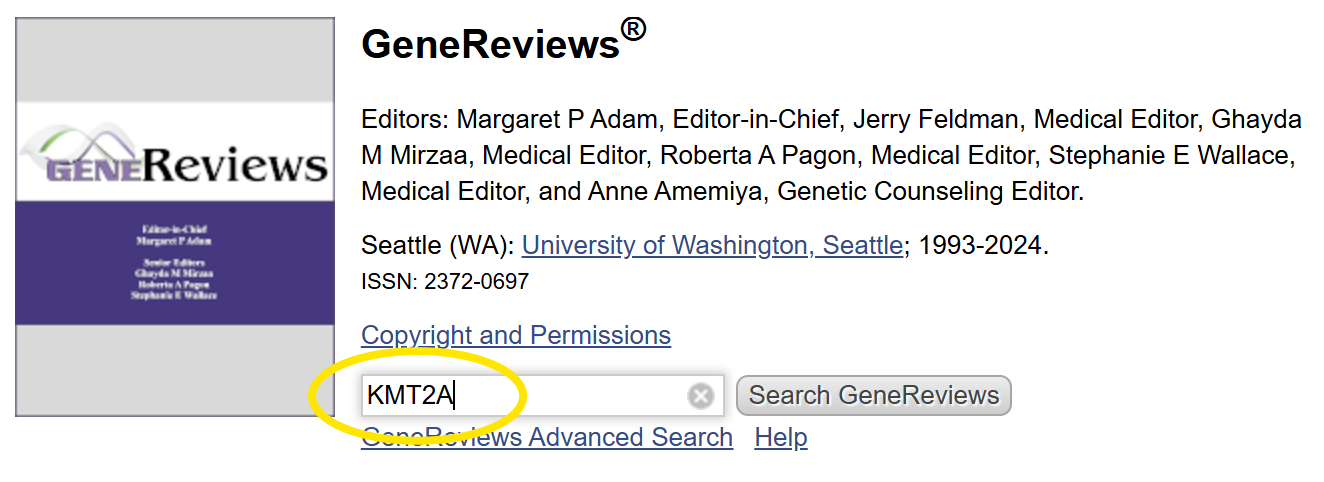 GeneReviews®
GENEReviews
Editors: Margaret P Adam, Editor-in-Chief, Jerry Feldman, Medical Editor, Ghayda
M Mirzaa, Medical Editor, Roberta A Pagon, Medical Editor, Stephanie E Wallace,
Medical Editor, and Anne Amemiya, Genetic Counseling Editor.
Editor-in-Chief
Margaret P Adam
Senior Editors
Ghayda M Mirzaa
Roberta A Pagon
Stephanie E Wallace
Seattle (WA): University of Washington, Seattle; 1993-2024.
ISSN: 2372-0697
Copyright and Permissions
KMT2A
Search GeneReviews
GeneReviews Advanced Search Help